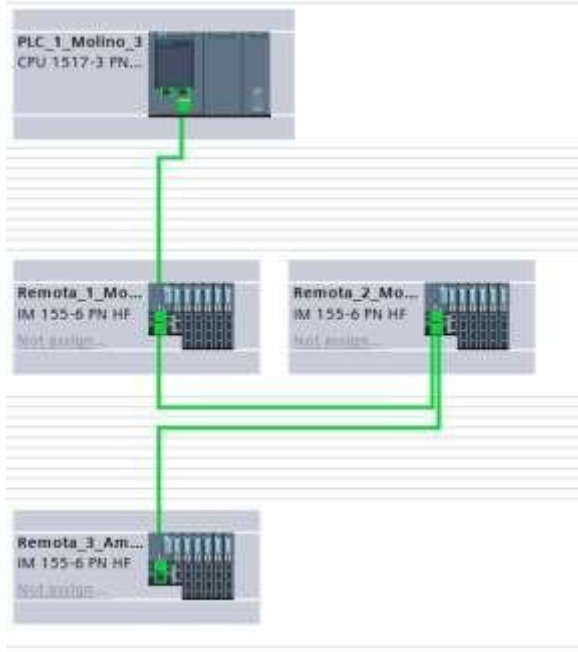 PLC_1_Molino_3
CPU 1517-3 PN...
Remota_1_Mo...
IM 155-6 PN HF
Not assign...
Remota_2_Mo...
IM 155-6 PN HF
Not assign...
Remota_3_Am...
IM 155-6 PN HF
Not assign...